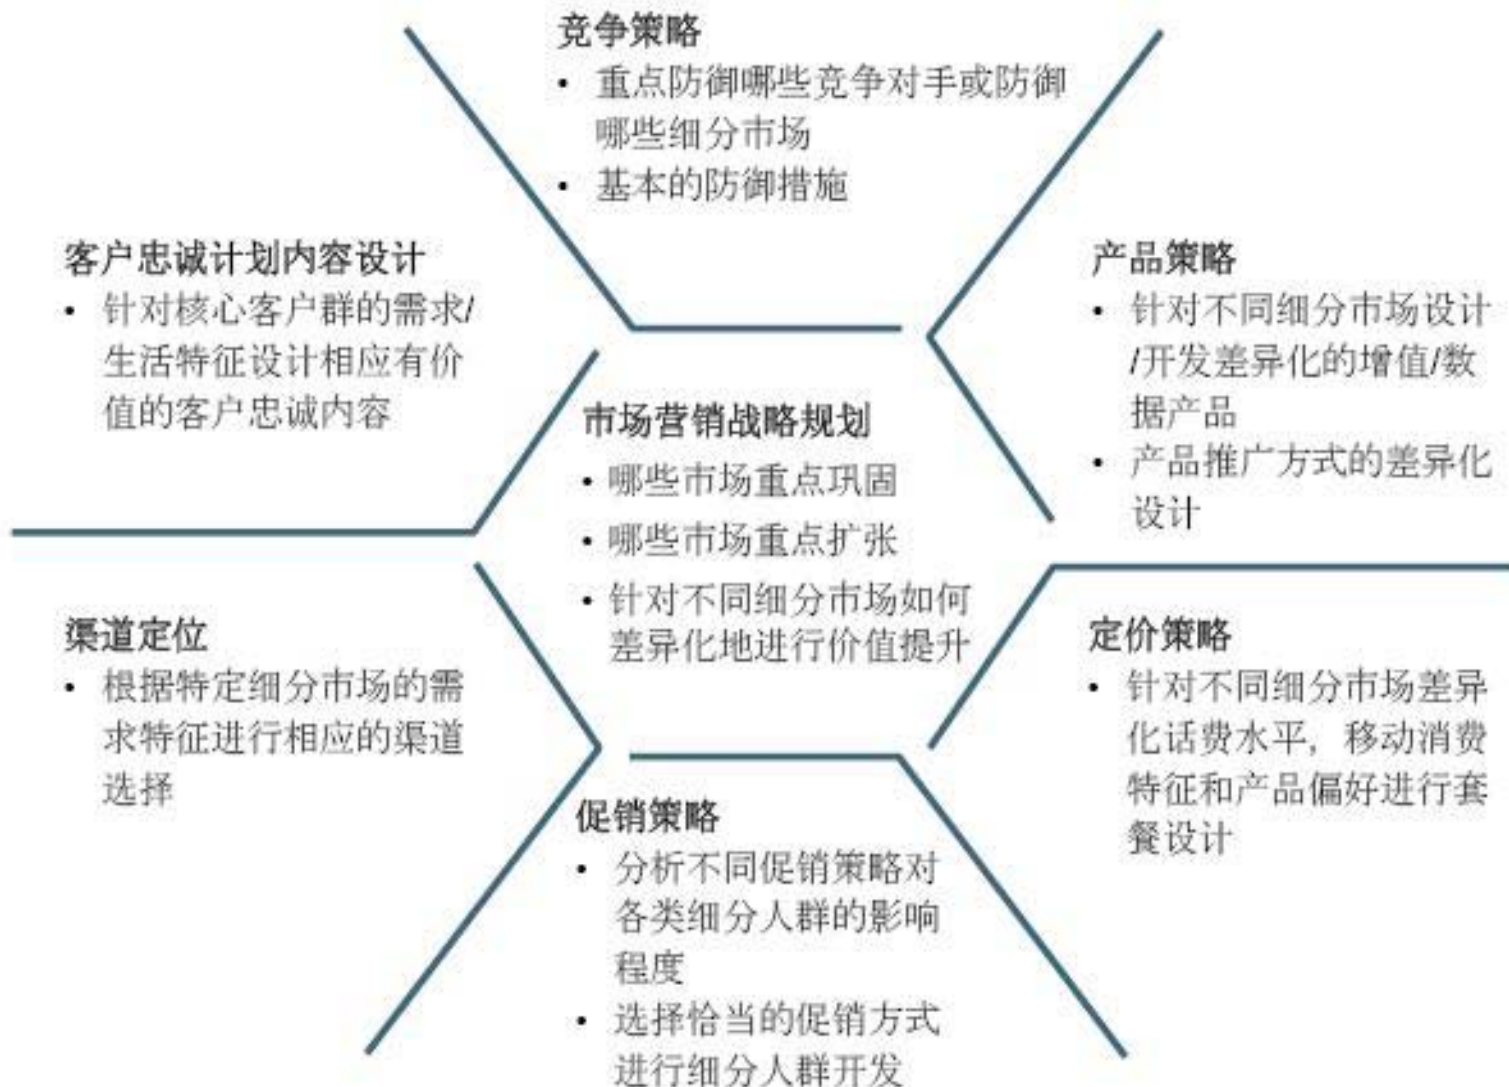 竞争策略
• 重点防御哪些竞争对手或防御
哪些细分市场
• 基本的防御措施
客户忠诚计划内容设计
• 针对核心客户群的需求/
生活特征设计相应有价
值的客户忠诚内容
产品策略
• 针对不同细分市场设计
/开发差异化的增值/数
据产品
• 产品推广方式的差异化
设计
市场营销战略规划
• 哪些市场重点巩固
• 哪些市场重点扩张
• 针对不同细分市场如何
差异化地进行价值提升
渠道定位
• 根据特定细分市场的需
求特征进行相应的渠道
选择
定价策略
• 针对不同细分市场差异
化话费水平，移动消费
特征和产品偏好进行套
餐设计
促销策略
• 分析不同促销策略对
各类细分人群的影响
程度
• 选择恰当的促销方式
进行细分人群开发